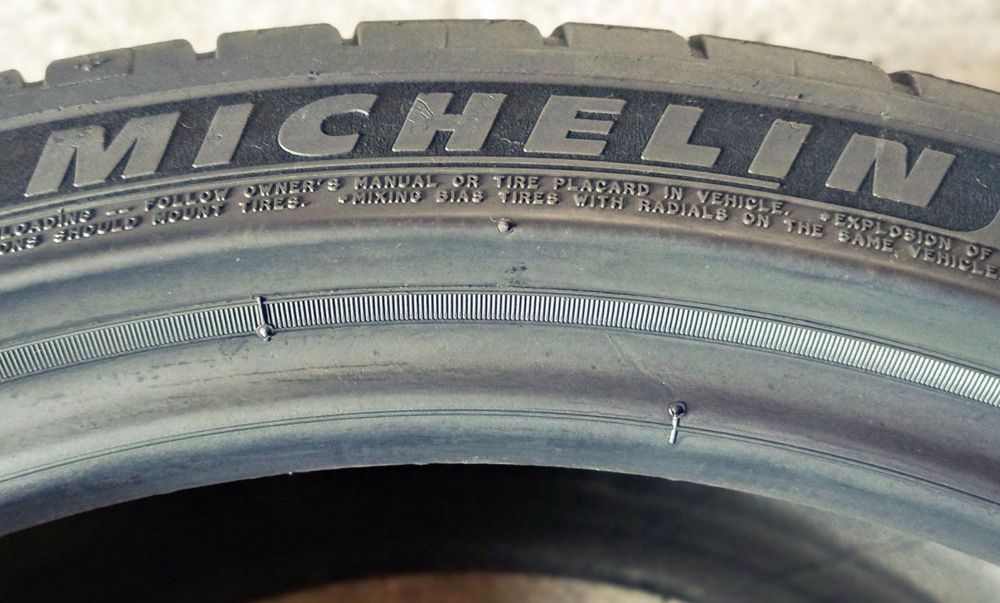 MICHELIN
LOADING -- FOLLOW OWNER'S MANUAL OR TIRE PLACARD IN VEHICLE. •EXPLOSION OF
SHOULD MOUNT TIRES. •MIXING BIAS TIRES WITH RADIALS ON THE SAME VEHICLE